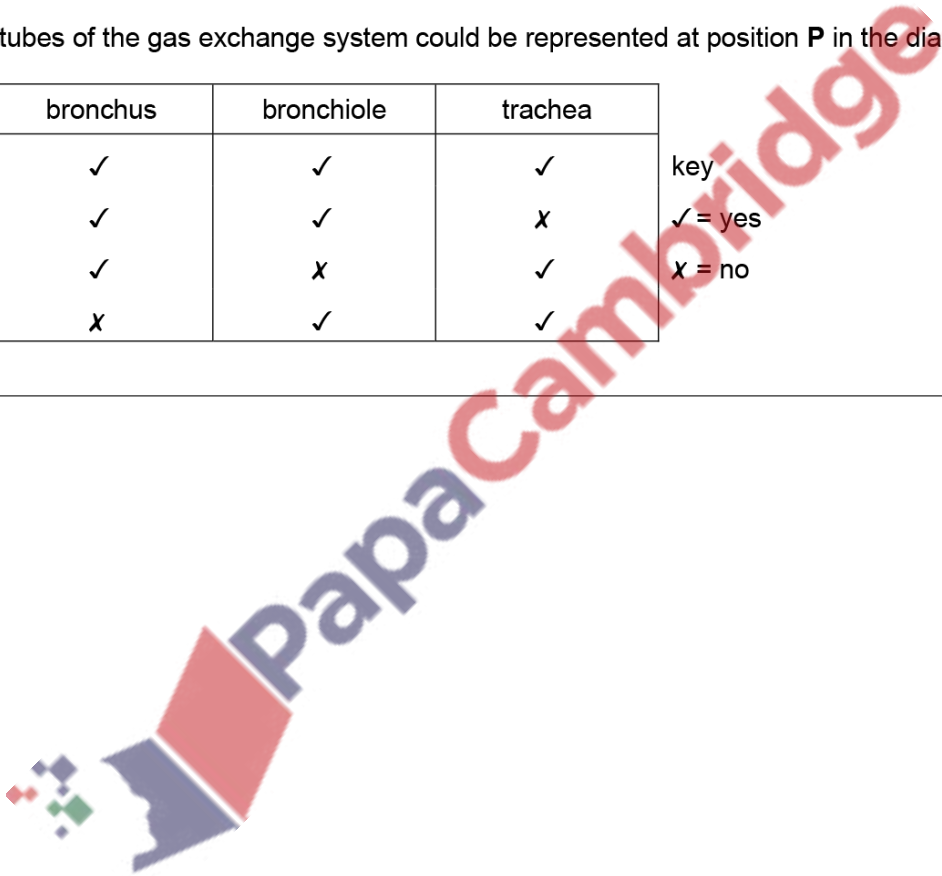 tubes of the gas exchange system could be represented at position P in the dia
bronchus bronchiole trachea
✓ ✓ ✓ key
✓ ✓ ✗ ✓ = yes
✓ ✗ ✓ ✗ = no
✗ ✓ ✓
PapaCambridge